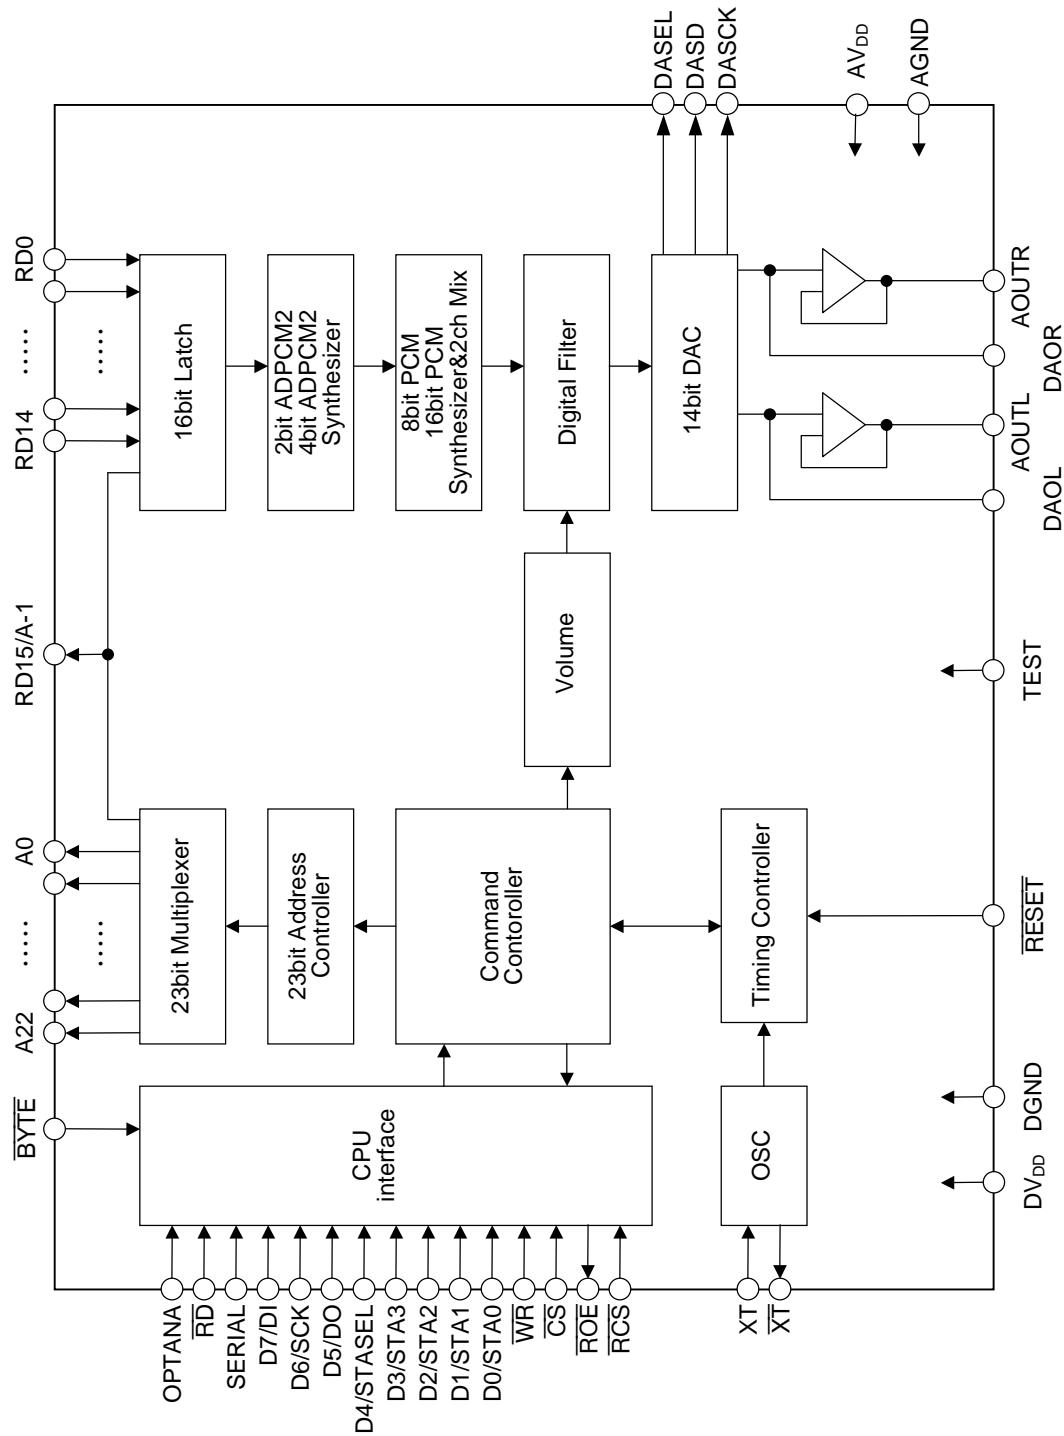 RD0
.....
.....
RD14
RD15/A-1
A0
.....
.....
A22
BYTE
16bit Latch
2bit ADPCM2
4bit ADPCM2
Synthesizer
8bit PCM
16bit PCM
Synthesizer&2ch Mix
Digital Filter
14bit DAC
Volume
23bit Multiplexer
23bit Address
Controller
Command
Contoroller
Timing Controller
CPU
interface
OSC
DASEL
DASD
DASCK
AVDD
AGND
AOUTR
DAOR
AOUTL
DAOL
TEST
RESET
DGND
DVDD
OPTANA
RD
SERIAL
D7/DI
D6/SCK
D5/DO
D4/STASEL
D3/STA3
D2/STA2
D1/STA1
D0/STA0
WR
CS
ROE
RCS
XT
XT